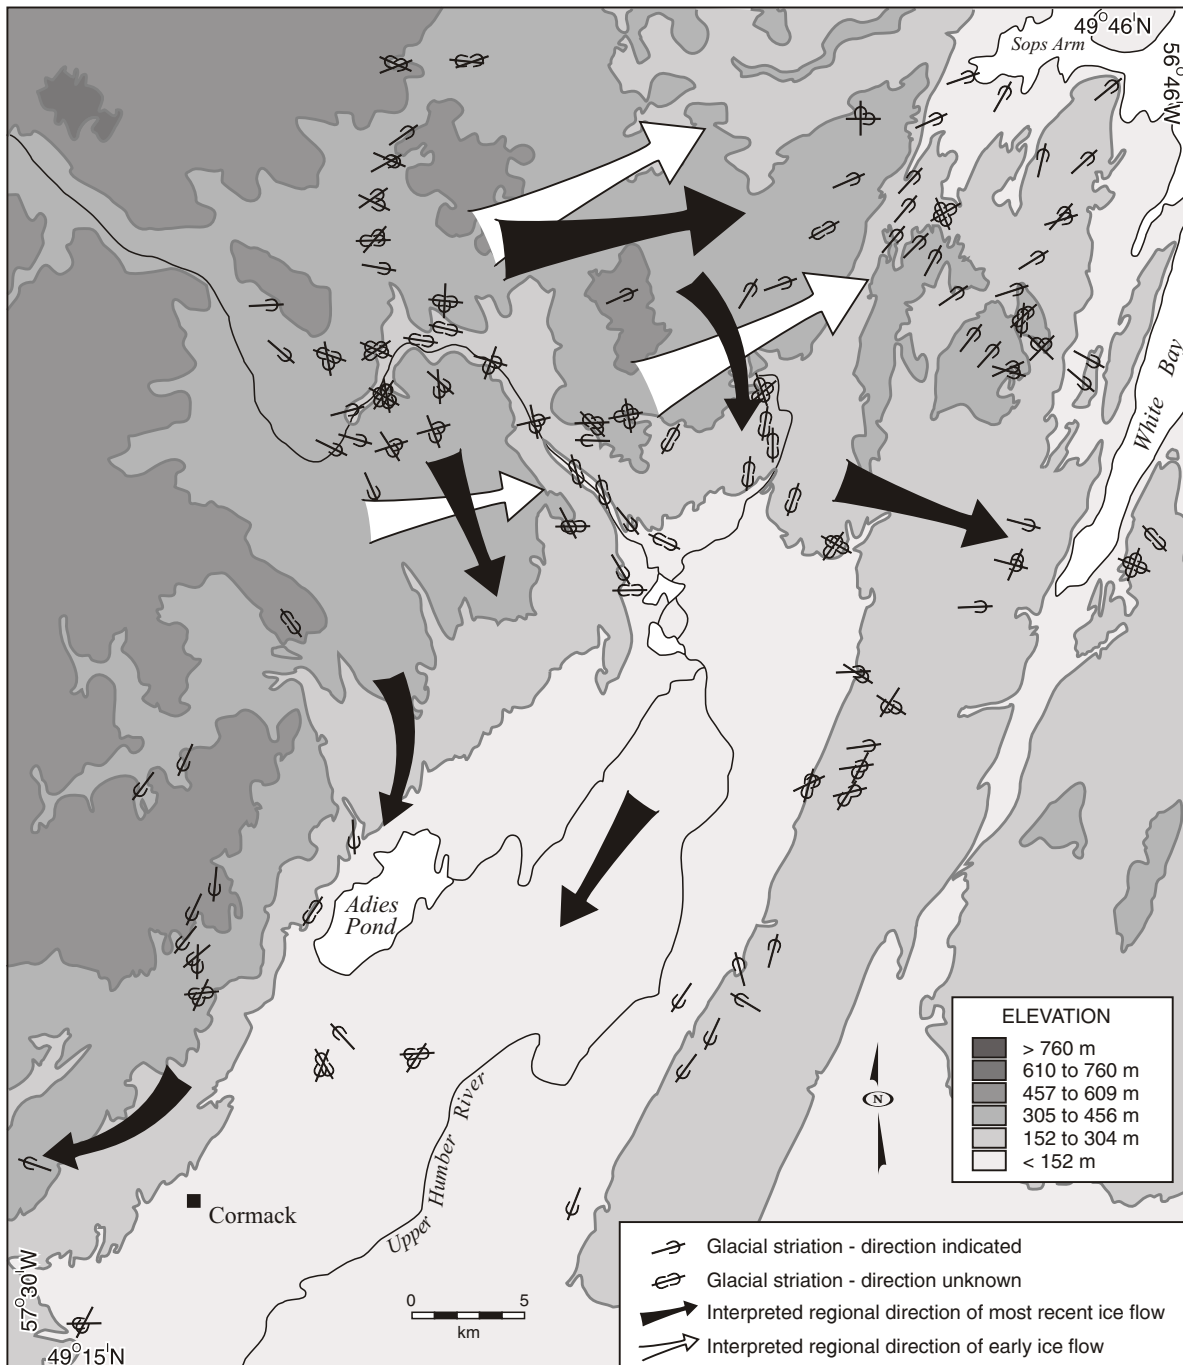 49°46'N
Sops Arm
56°46'W
White Bay
Adies
Pond
ELEVATION
> 760 m
610 to 760 m
457 to 609 m
305 to 456 m
152 to 304 m
< 152 m
N
Upper Humber River
Cormack
57°30'W
49°15'N
0 5
km
Glacial striation - direction indicated
Glacial striation - direction unknown
Interpreted regional direction of most recent ice flow
Interpreted regional direction of early ice flow